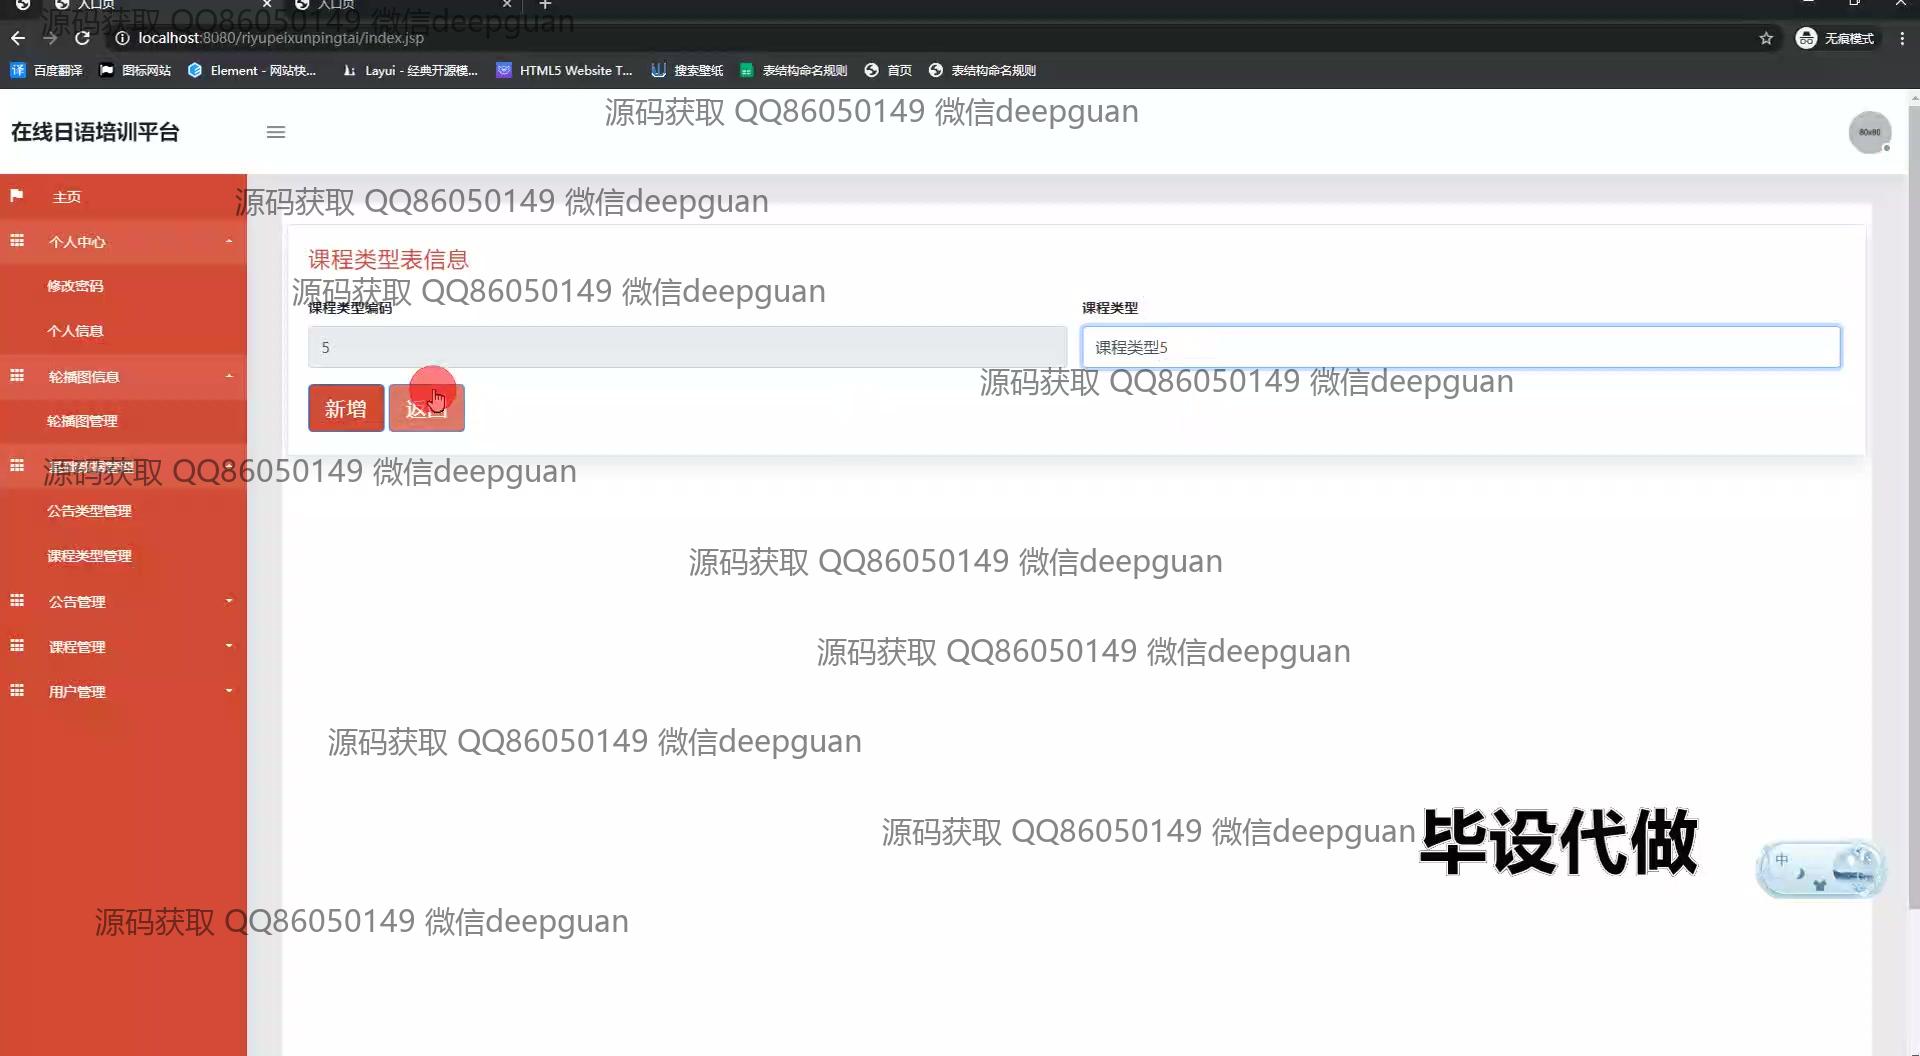 入口页
入口页
源码获取 QQ86050149 微信deepguan
localhost:8080/riyupeixunpingtai/index.jsp
无痕模式
译 百度翻译
图标网站
Element - 网站快...
Layui - 经典开源模...
HTML5 Website T...
搜索壁纸
表结构命名规则
首页
表结构命名规则
源码获取 QQ86050149 微信deepguan
在线日语培训平台
80x80
主页
源码获取 QQ86050149 微信deepguan
个人中心
课程类型表信息
修改密码
源码获取 QQ86050149 微信deepguan
课程类型编码
课程类型
个人信息
5
课程类型5
轮播图信息
源码获取 QQ86050149 微信deepguan
新增
返回
轮播图管理
源码获取 QQ86050149 微信deepguan
公告类型管理
课程类型管理
源码获取 QQ86050149 微信deepguan
公告管理
课程管理
源码获取 QQ86050149 微信deepguan
用户管理
源码获取 QQ86050149 微信deepguan
源码获取 QQ86050149 微信deepguan
毕设代做
中
源码获取 QQ86050149 微信deepguan